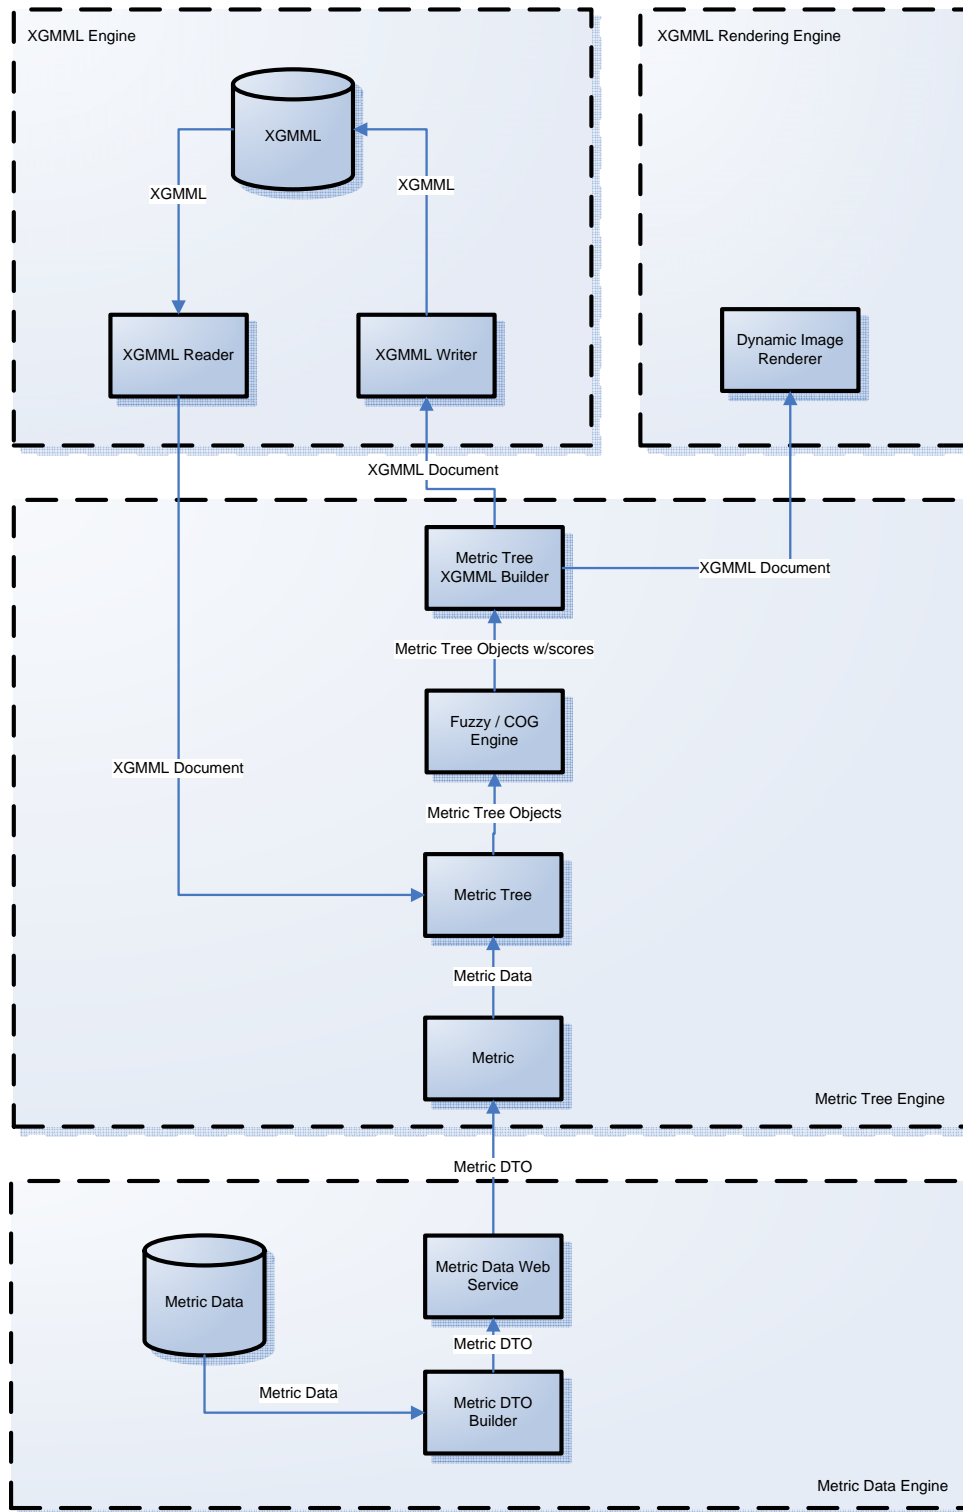 XGMML Engine
XGMML Rendering Engine
XGMML
XGMML
XGMML
XGMML Reader
XGMML Writer
Dynamic Image
Renderer
XGMML Document
Metric Tree
XGMML Builder
XGMML Document
Metric Tree Objects w/scores
Fuzzy / COG
Engine
XGMML Document
Metric Tree Objects
Metric Tree
Metric Data
Metric
Metric Tree Engine
Metric DTO
Metric Data Web
Service
Metric Data
Metric DTO
Metric Data
Metric DTO
Builder
Metric Data Engine